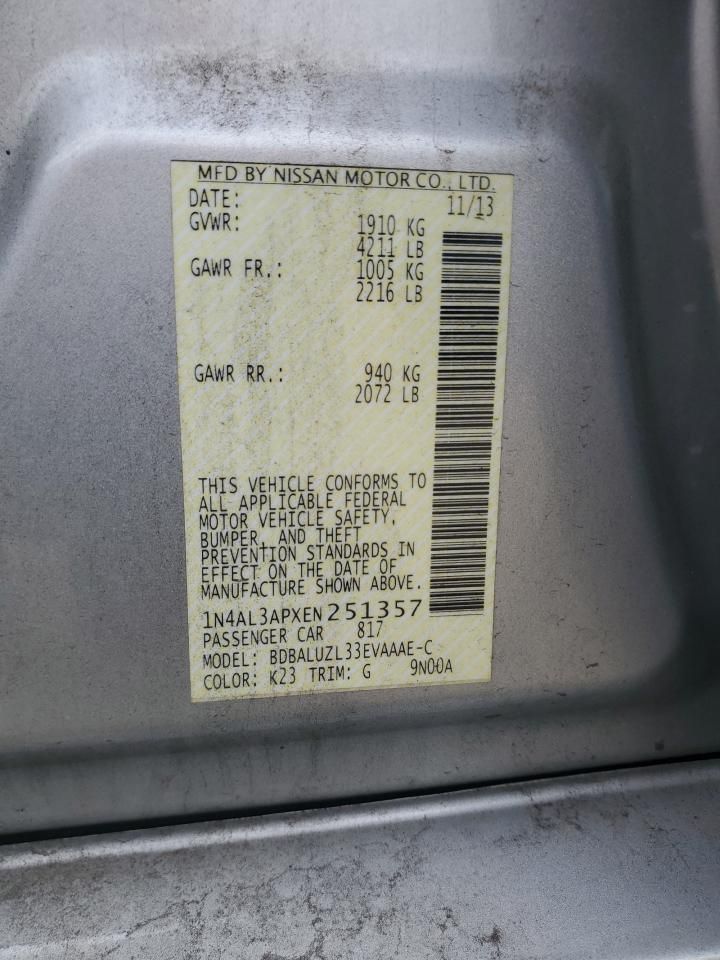 MFD BY NISSAN MOTOR CO., LTD.
DATE: 11/13
GVWR: 1910 KG
4211 LB
GAWR FR.: 1005 KG
2216 LB
GAWR RR.: 940 KG
2072 LB
THIS VEHICLE CONFORMS TO
ALL APPLICABLE FEDERAL
MOTOR VEHICLE SAFETY,
BUMPER, AND THEFT
PREVENTION STANDARDS IN
EFFECT ON THE DATE OF
MANUFACTURE SHOWN ABOVE.
1N4AL3APXEN251357
PASSENGER CAR 817
MODEL: BDBALUZL33EVAAAE-C
COLOR: K23 TRIM: G 9N00A